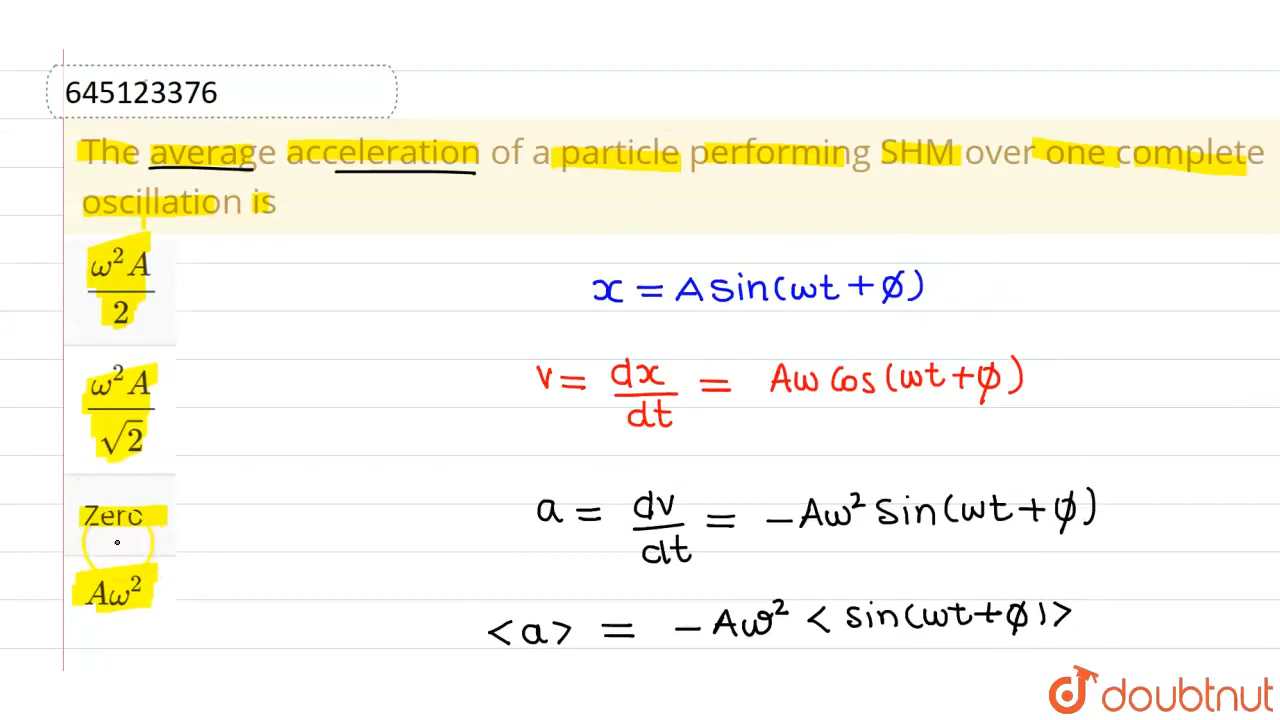 645123376
The average acceleration of a particle performing SHM over one complete
oscillation is
ω²A/2
x = A sin(ωt + ϕ)
ω²A/√2
v = dx/dt = Aω cos(ωt + ϕ)
Zero
a = dv/dt = −Aω² sin(ωt + ϕ)
Aω²
<a> = −Aω² < sin(ωt + ϕ)>
doubtnut